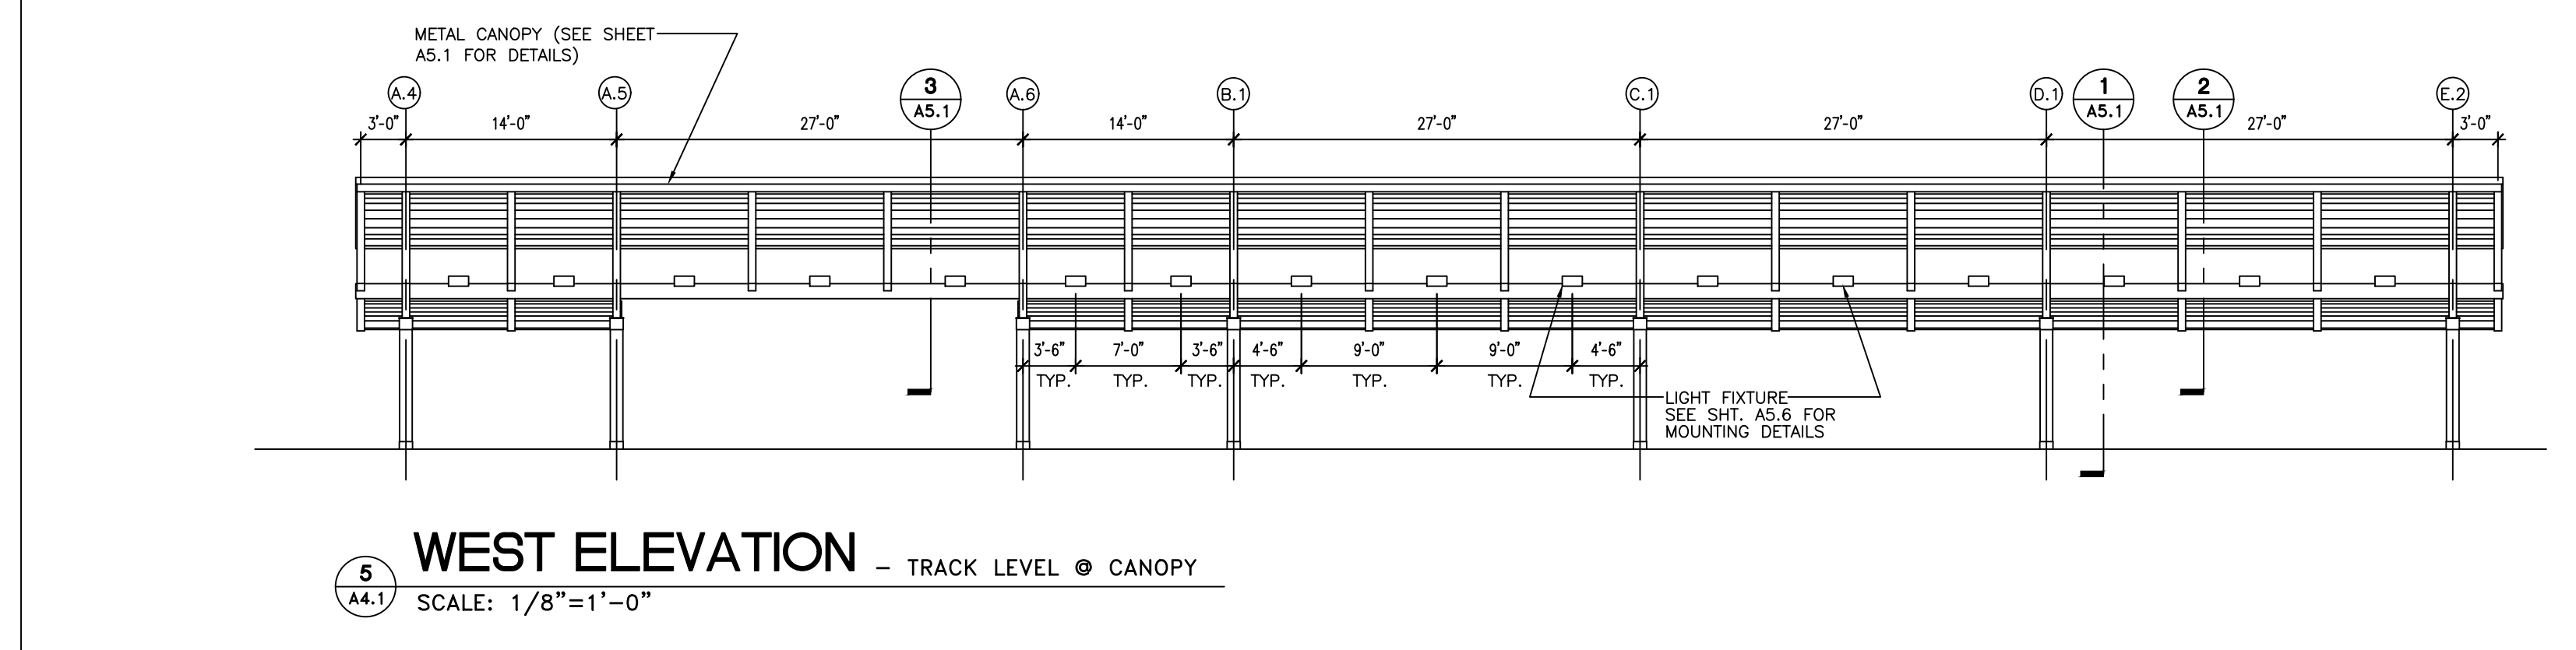 METAL CANOPY (SEE SHEET
A5.1 FOR DETAILS)
A.4 A.5 3 A5.1 A.6 B.1 C.1 D.1 1 A5.1 2 A5.1 E.2
3'-0" 14'-0" 27'-0" 14'-0" 27'-0" 27'-0" 27'-0" 3'-0"
3'-6" 7'-0" 3'-6" 4'-6" 9'-0" 9'-0" 4'-6"
TYP. TYP. TYP. TYP. TYP. TYP. TYP.
LIGHT FIXTURE
SEE SHT. A5.6 FOR
MOUNTING DETAILS
5 A4.1
WEST ELEVATION - TRACK LEVEL @ CANOPY
SCALE: 1/8"=1'-0"